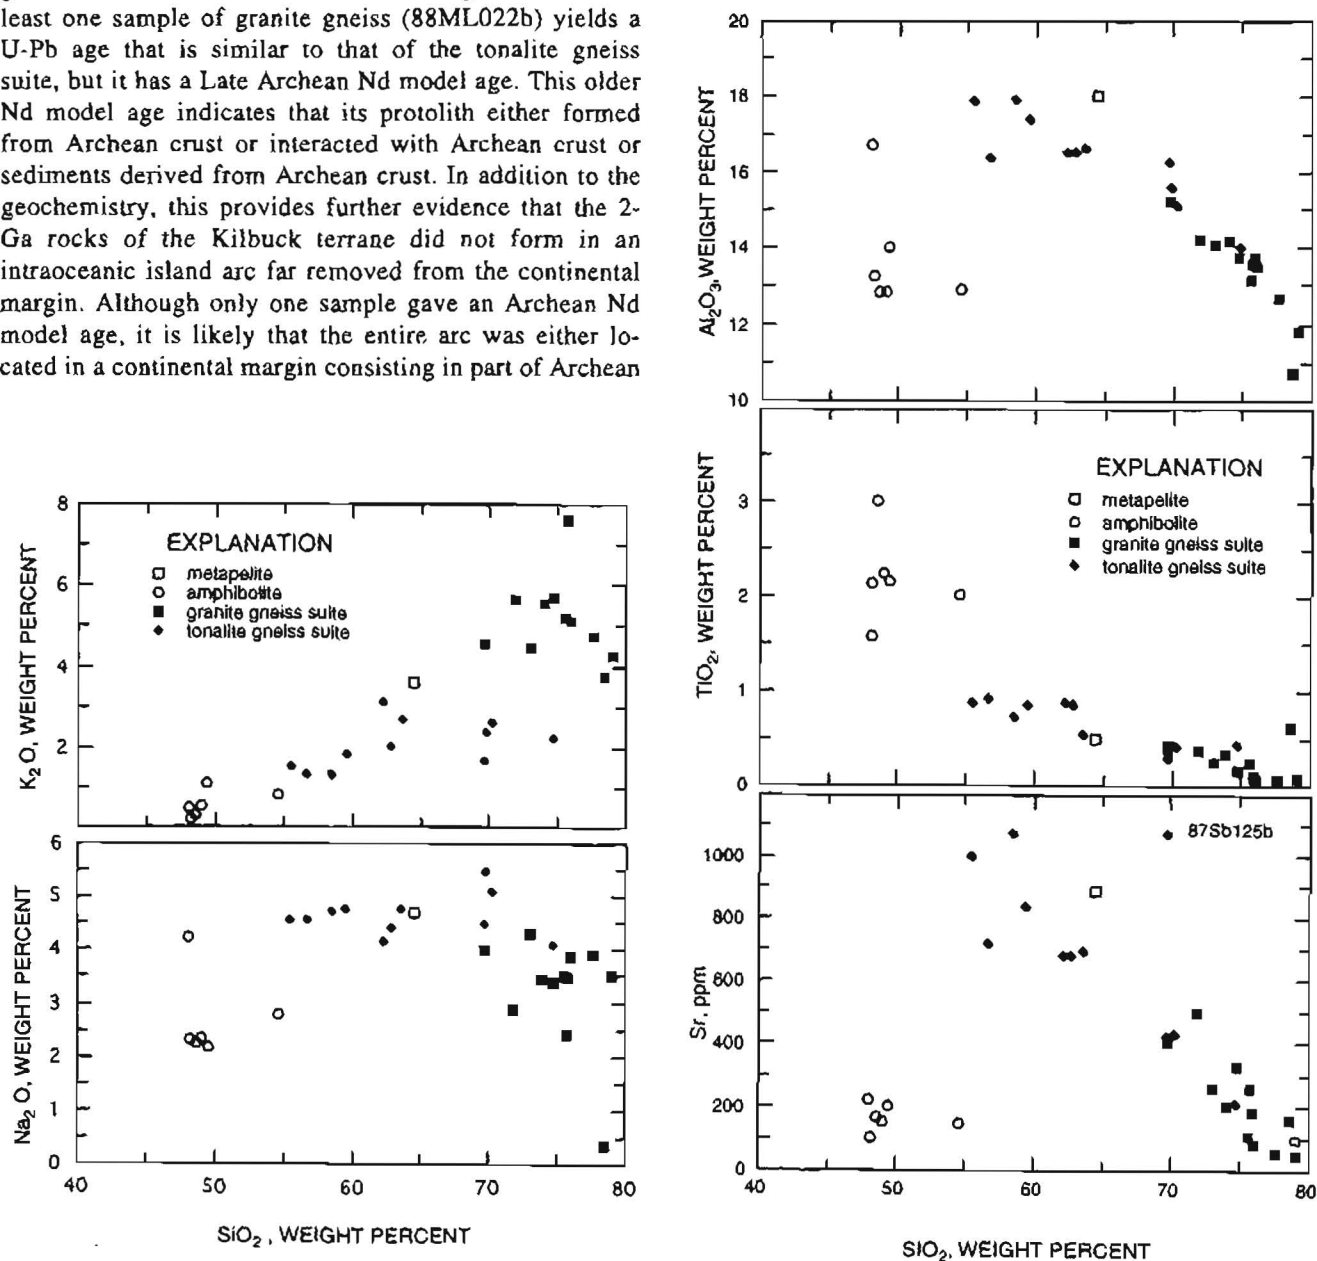 least one sample of granite gneiss (88ML022b) yields a
U-Pb age that is similar to that of the tonalite gneiss
suite, but it has a Late Archean Nd model age. This older
Nd model age indicates that its protolith either formed
from Archean crust or interacted with Archean crust or
sediments derived from Archean crust. In addition to the
geochemistry, this provides further evidence that the 2-
Ga rocks of the Kilbuck terrane did not form in an
intraoceanic island arc far removed from the continental
margin. Although only one sample gave an Archean Nd
model age, it is likely that the entire arc was either lo-
cated in a continental margin consisting in part of Archean
8
6
4
2
K₂O, WEIGHT PERCENT
EXPLANATION
metapelite
amphibolite
granite gneiss suite
tonalite gneiss suite
6
5
4
3
2
1
0
Na₂O, WEIGHT PERCENT
40
50
60
70
80
SiO₂, WEIGHT PERCENT
20
18
16
14
12
10
Al₂O₃, WEIGHT PERCENT
3
2
1
0
TiO₂, WEIGHT PERCENT
EXPLANATION
metapelite
amphibolite
granite gneiss suite
tonalite gneiss suite
1000
800
600
400
200
0
Sr, ppm
87Sb125b
40
50
60
70
80
SiO₂, WEIGHT PERCENT